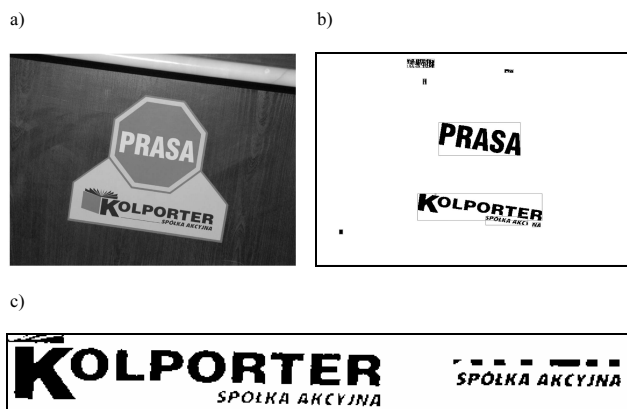 a)
b)
PRASA
KOLPORTER
SPÓŁKA AKCYJNA
PRASA
KOLPORTER
SPÓŁKA AKCYJNA
c)
KOLPORTER
SPÓŁKA AKCYJNA
SPÓŁKA AKCYJNA